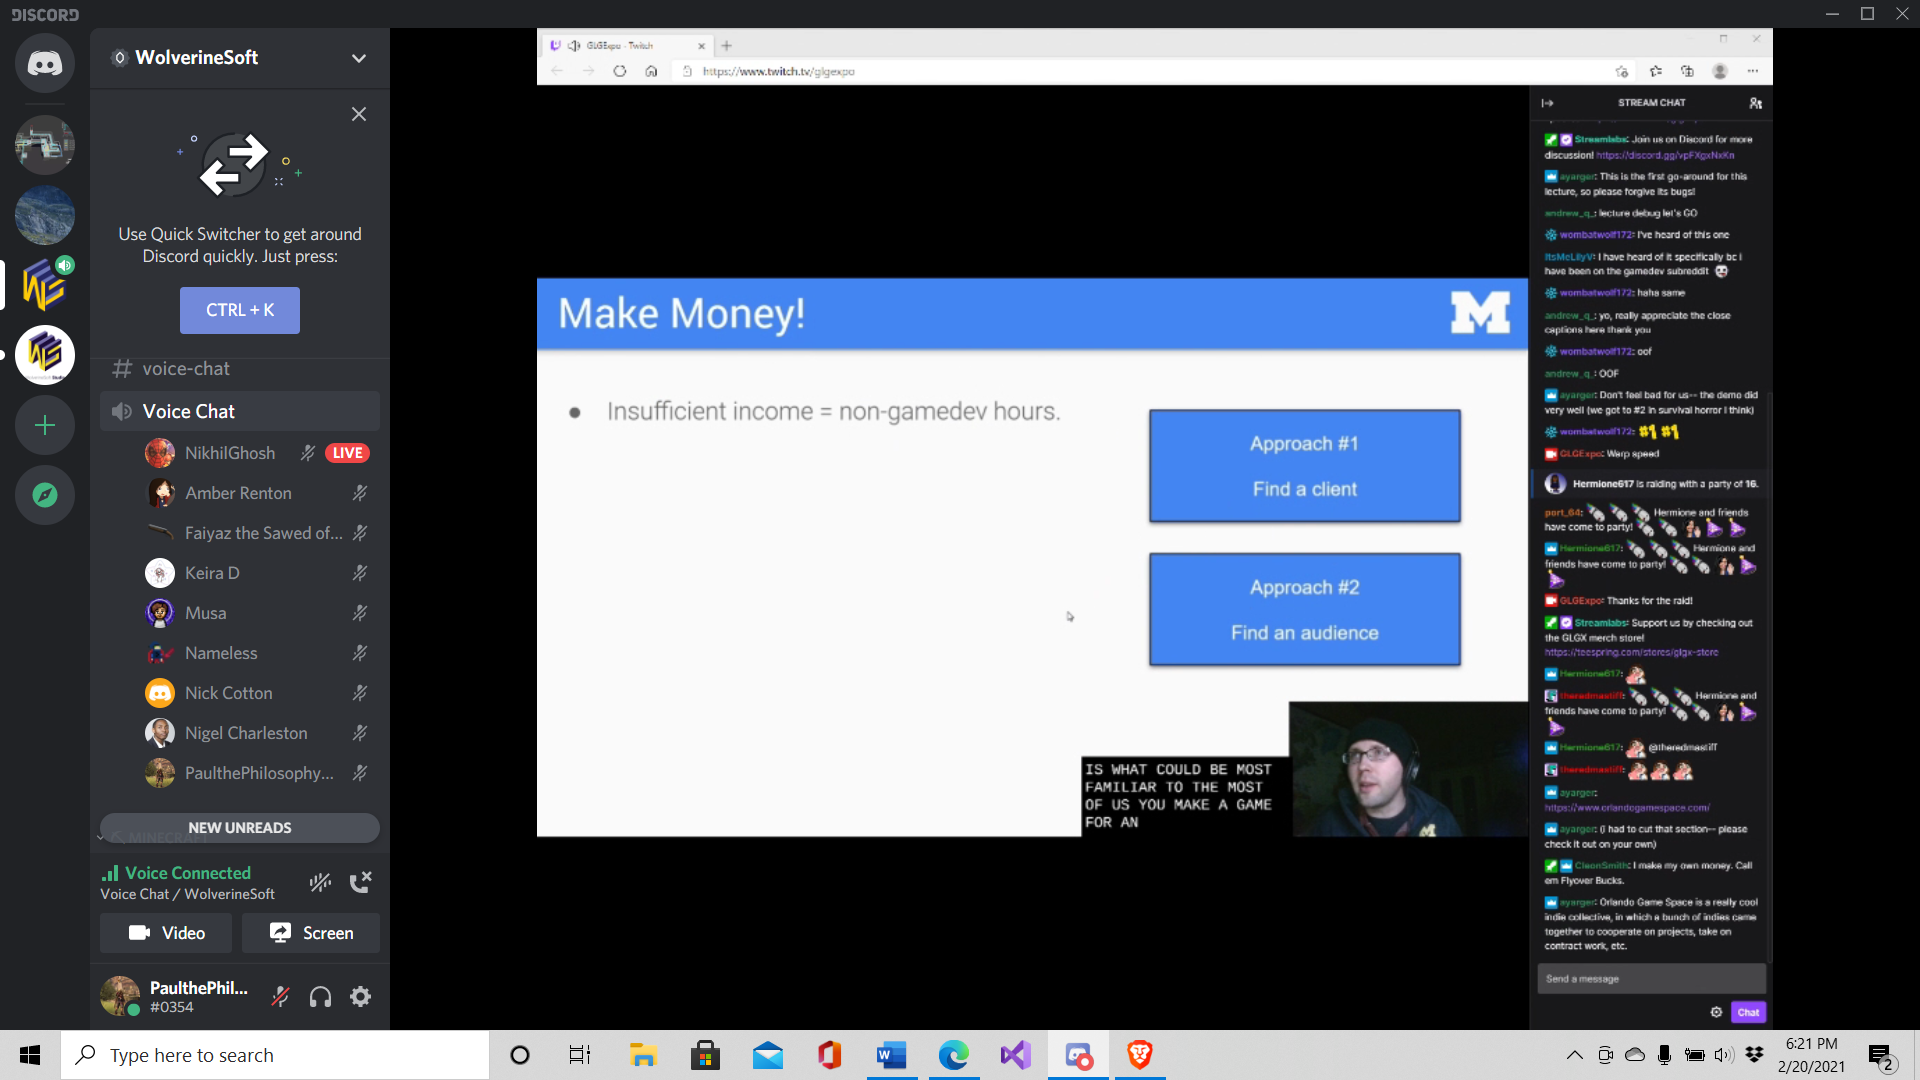 DISCORD
WolverineSoft
Use Quick Switcher to get around
Discord quickly. Just press:
CTRL + K
voice-chat
Voice Chat
NikhilGhosh
LIVE
Amber Renton
Faiyaz the Sawed of...
Keira D
Musa
Nameless
Nick Cotton
Nigel Charleston
PaulthePhilosophy...
NEW UNREADS
MINECRAFT
Voice Connected
Voice Chat / WolverineSoft
Video
Screen
PaulthePhil...
#0354
GLGExpo - Twitch
https://www.twitch.tv/glgexpo
Make Money!
M
Insufficient income = non-gamedev hours.
Approach #1
Find a client
Approach #2
Find an audience
IS WHAT COULD BE MOST
FAMILIAR TO THE MOST
OF US YOU MAKE A GAME
FOR AN
STREAM CHAT
Streamlabs: Join us on Discord for more
discussion! https://discord.gg/vpFXgxNxKn
ayarger: This is the first go-around for this
lecture, so please forgive its bugs!
andrew_q_: lecture debug let's GO
wombatwolf172: I've heard of this one
ItsMeLilyV: I have heard of it specifically bc i
have been on the gamedev subreddit
wombatwolf172: haha same
andrew_q_: yo, really appreciate the close
captions here thank you
wombatwolf172: oof
andrew_q_: OOF
ayarger: Don't feel bad for us-- the demo did
very well (we got to #2 in survival horror I think)
wombatwolf172: #1 #1
GLGExpo: Warp speed
Hermione617 is raiding with a party of 16.
port_64: Hermione and friends
have come to party!
Hermione617: Hermione and
friends have come to party!
GLGExpo: Thanks for the raid!
Streamlabs: Support us by checking out
the GLGX merch store!
https://teespring.com/stores/glgx-store
Hermione617:
theredmastiff: Hermione and
friends have come to party!
Hermione617: @theredmastiff
theredmastiff:
ayarger:
https://www.orlandogamespace.com/
ayarger: (I had to cut that section-- please
check it out on your own)
CleonSmith: I make my own money. Call
em Flyover Bucks.
ayarger: Orlando Game Space is a really cool
indie collective, in which a bunch of indies came
together to cooperate on projects, take on
contract work, etc.
Send a message
Chat
Type here to search
6:21 PM
2/20/2021
2